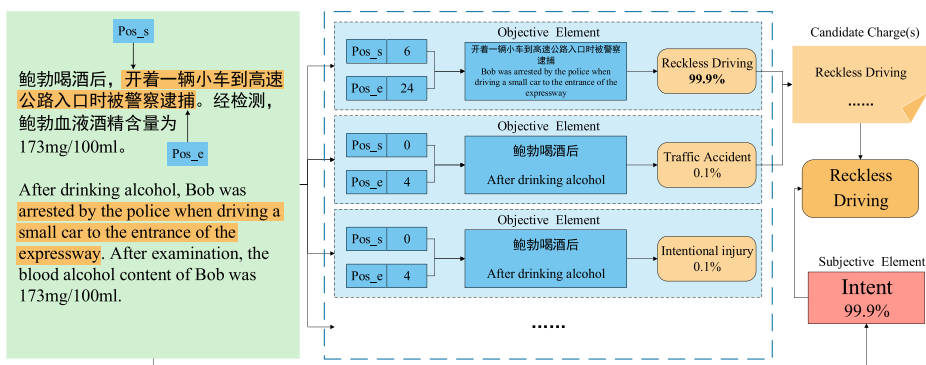 Pos_s
鲍勃喝酒后，开着一辆小车到高速
公路入口时被警察逮捕。经检测，
鲍勃血液酒精含量为
173mg/100ml。
Pos_e
After drinking alcohol, Bob was
arrested by the police when driving a
small car to the entrance of the
expressway. After examination, the
blood alcohol content of Bob was
173mg/100ml.
Objective Element
Pos_s 6
Pos_e 24
开着一辆小车到高速公路入口时被警察
逮捕
Bob was arrested by the police when
driving a small car to the entrance of the
expressway
Reckless Driving
99.9%
Objective Element
Pos_s 0
Pos_e 4
鲍勃喝酒后
After drinking alcohol
Traffic Accident
0.1%
Objective Element
Pos_s 0
Pos_e 4
鲍勃喝酒后
After drinking alcohol
Intentional injury
0.1%
......
Candidate Charge(s)
Reckless Driving
......
Reckless
Driving
Subjective Element
Intent
99.9%